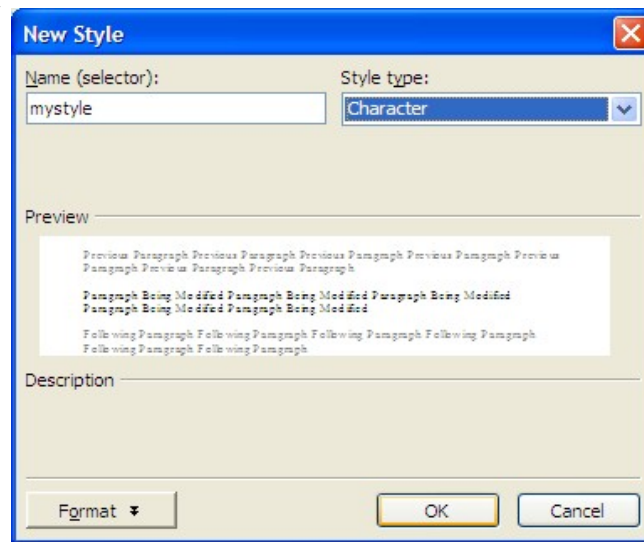 New Style
Name (selector):
Style type:
mystyle
Character
Preview
Previous Paragraph Previous Paragraph Previous Paragraph Previous Paragraph Previous
Paragraph Previous Paragraph Previous Paragraph
Paragraph Being Modified Paragraph Being Modified Paragraph Being Modified
Paragraph Being Modified Paragraph Being Modified
Following Paragraph Following Paragraph Following Paragraph Following Paragraph
Following Paragraph Following Paragraph
Description
Format
OK
Cancel